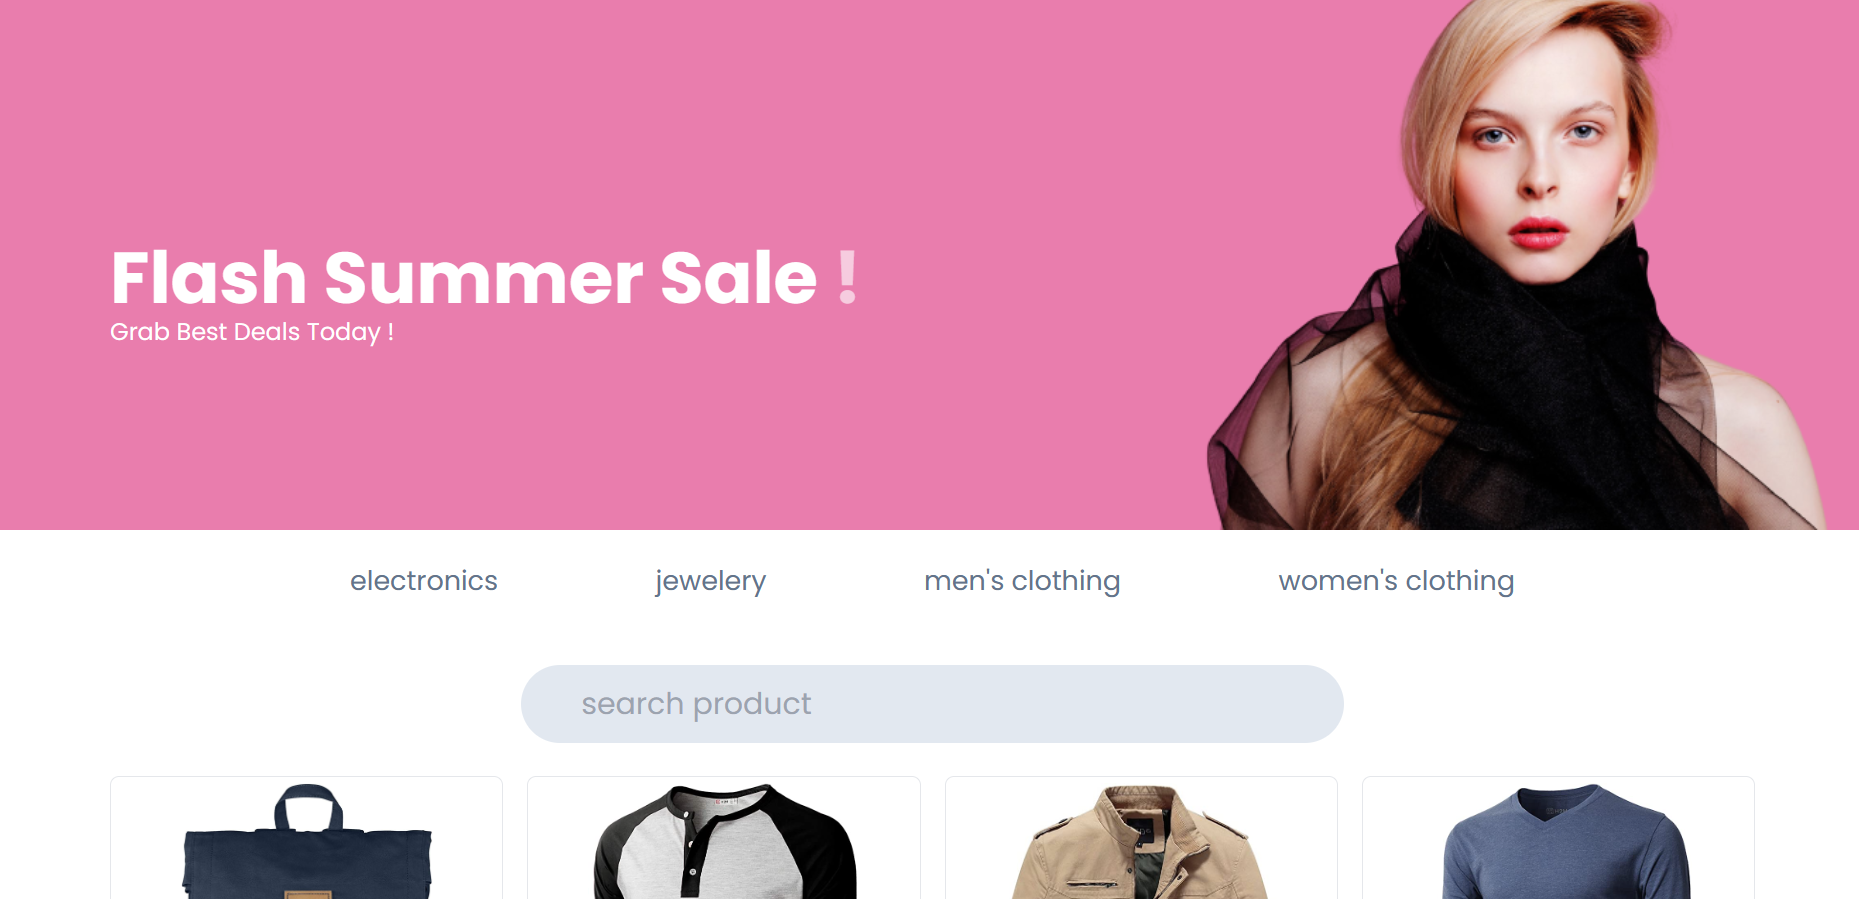 Flash Summer Sale !
Grab Best Deals Today !
electronics
jewelery
men's clothing
women's clothing
search product